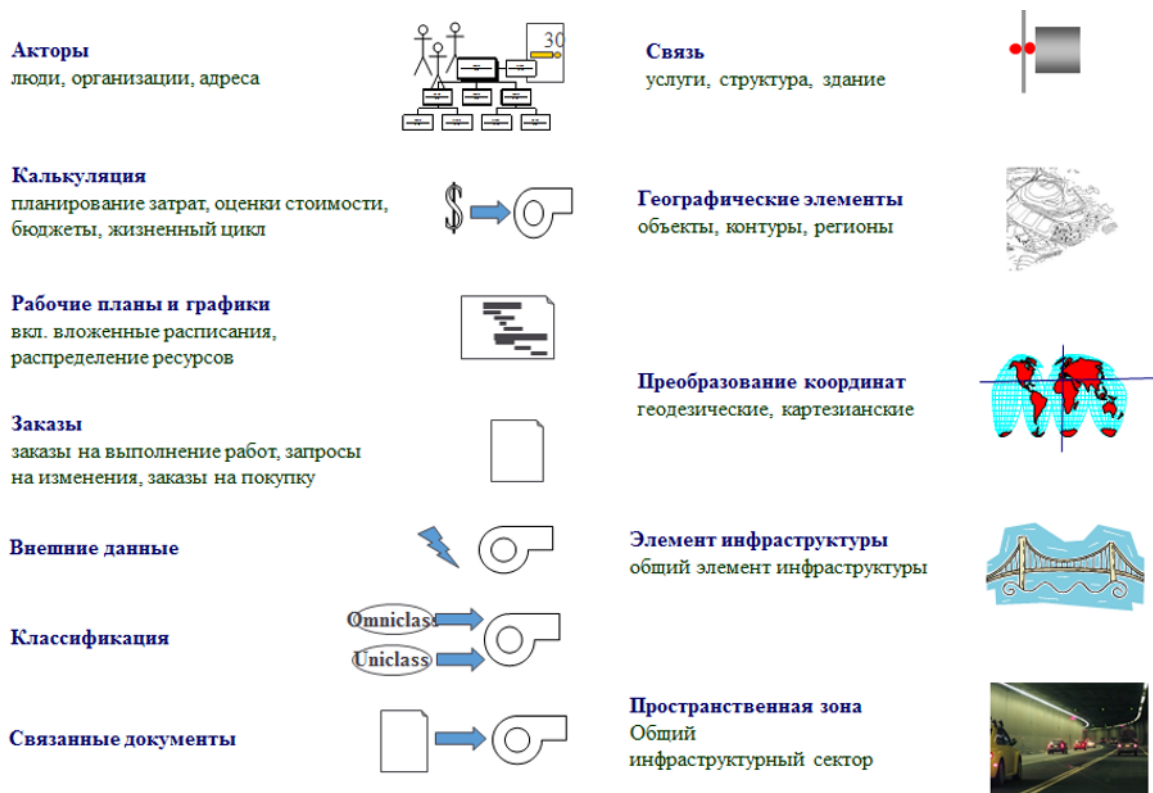 Акторы
люди, организации, адреса
30
Калькуляция
планирование затрат, оценки стоимости,
бюджеты, жизненный цикл
$
Рабочие планы и графики
вкл. вложенные расписания,
распределение ресурсов
Заказы
заказы на выполнение работ, запросы
на изменения, заказы на покупку
Внешние данные
Классификация
Omniclass
Uniclass
Связанные документы
Связь
услуги, структура, здание
Географические элементы
объекты, контуры, регионы
Преобразование координат
геодезические, картезианские
Элемент инфраструктуры
общий элемент инфраструктуры
Пространственная зона
Общий
инфраструктурный сектор